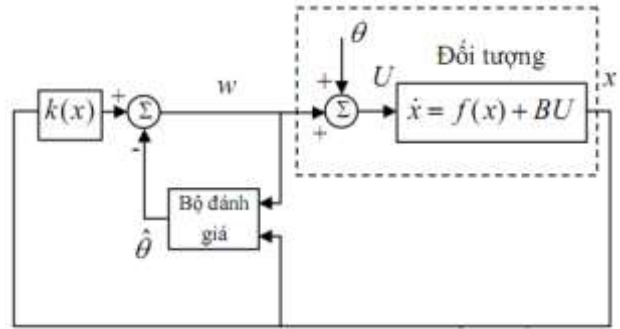 θ
Đối tượng
k(x)
+
Σ
-
w
+
+
Σ
U
ẋ = f(x) + BU
x
Bộ đánh
giá
θ̂